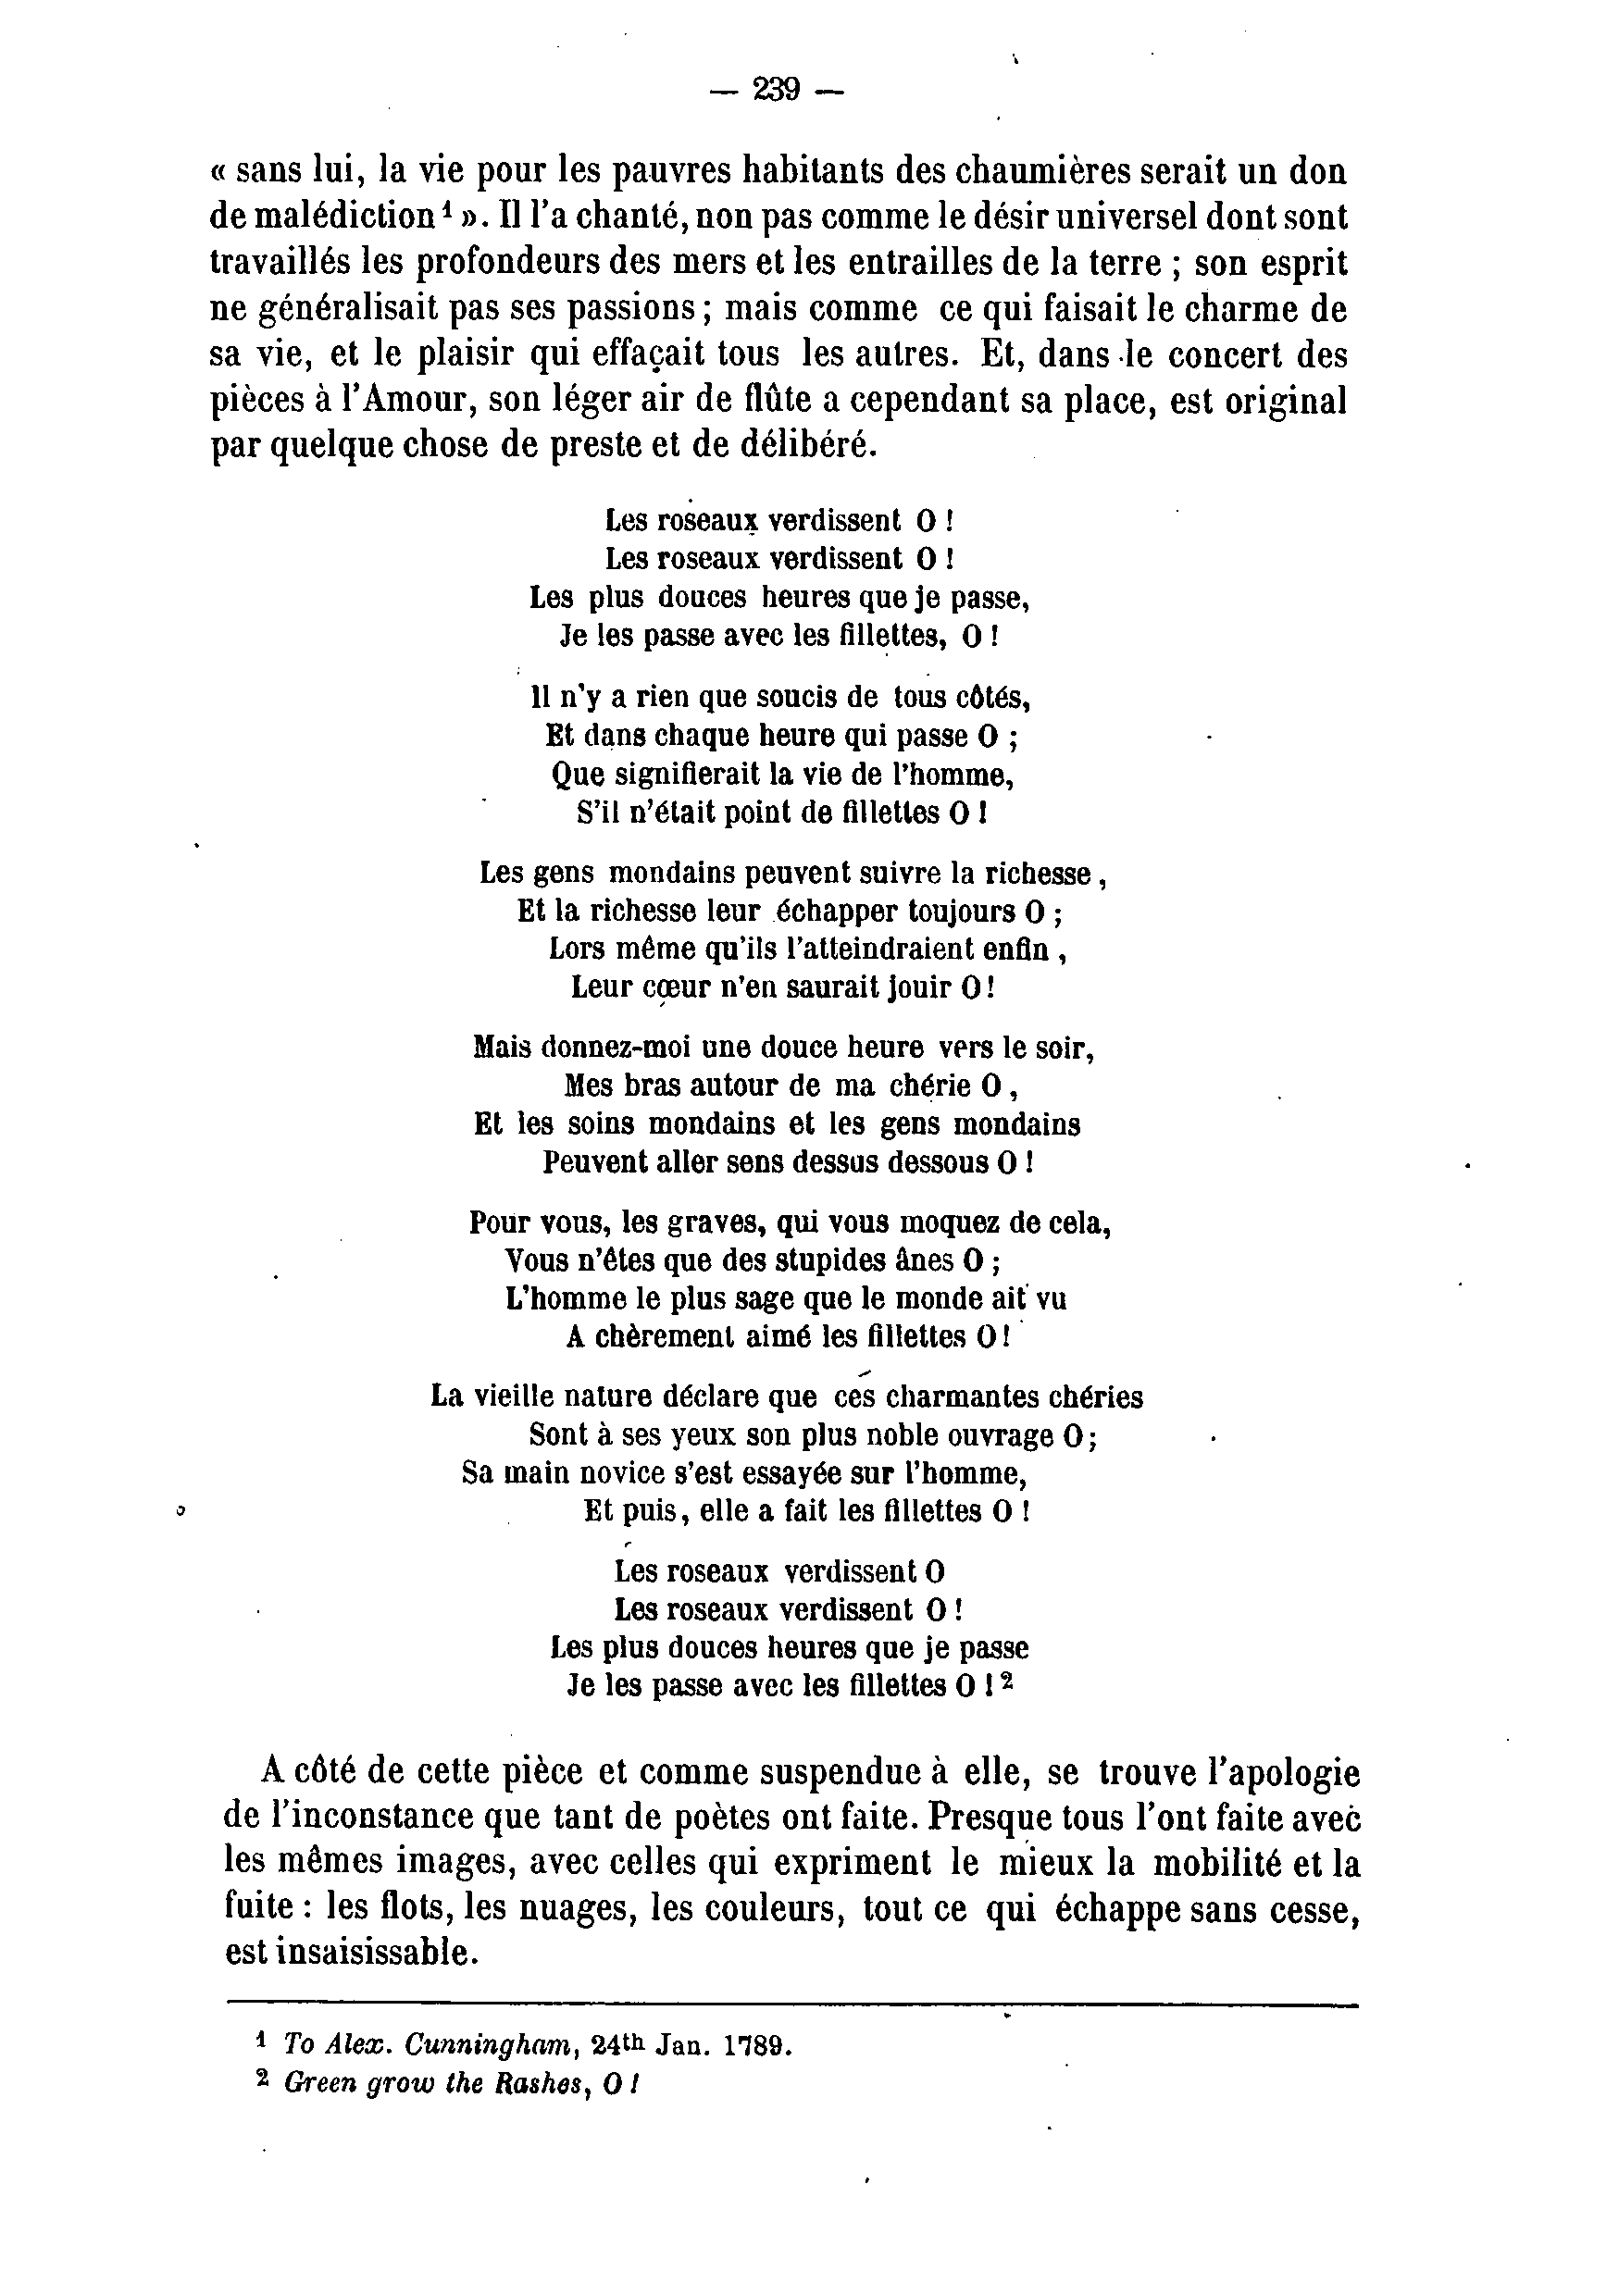 — 239 —
« sans lui, la vie pour les pauvres habitants des chaumières serait un don
de malédiction¹ ». Il l'a chanté, non pas comme le désir universel dont sont
travaillés les profondeurs des mers et les entrailles de la terre ; son esprit
ne généralisait pas ses passions ; mais comme ce qui faisait le charme de
sa vie, et le plaisir qui effaçait tous les autres. Et, dans le concert des
pièces à l'Amour, son léger air de flûte a cependant sa place, est original
par quelque chose de preste et de délibéré.
Les roseaux verdissent O !
Les roseaux verdissent O !
Les plus douces heures que je passe,
Je les passe avec les fillettes, O !
Il n'y a rien que soucis de tous côtés,
Et dans chaque heure qui passe O ;
Que signifierait la vie de l'homme,
S'il n'était point de fillettes O !
Les gens mondains peuvent suivre la richesse,
Et la richesse leur échapper toujours O ;
Lors même qu'ils l'atteindraient enfin,
Leur cœur n'en saurait jouir O !
Mais donnez-moi une douce heure vers le soir,
Mes bras autour de ma chérie O,
Et les soins mondains et les gens mondains
Peuvent aller sens dessus dessous O !
Pour vous, les graves, qui vous moquez de cela,
Vous n'êtes que des stupides ânes O ;
L'homme le plus sage que le monde ait vu
A chèrement aimé les fillettes O !
La vieille nature déclare que ces charmantes chéries
Sont à ses yeux son plus noble ouvrage O ;
Sa main novice s'est essayée sur l'homme,
Et puis, elle a fait les fillettes O !
Les roseaux verdissent O
Les roseaux verdissent O !
Les plus douces heures que je passe
Je les passe avec les fillettes O ! ²
A côté de cette pièce et comme suspendue à elle, se trouve l'apologie
de l'inconstance que tant de poètes ont faite. Presque tous l'ont faite avec
les mêmes images, avec celles qui expriment le mieux la mobilité et la
fuite : les flots, les nuages, les couleurs, tout ce qui échappe sans cesse,
est insaisissable.
¹ To Alex. Cunningham, 24th Jan. 1789.
² Green grow the Rashes, O !